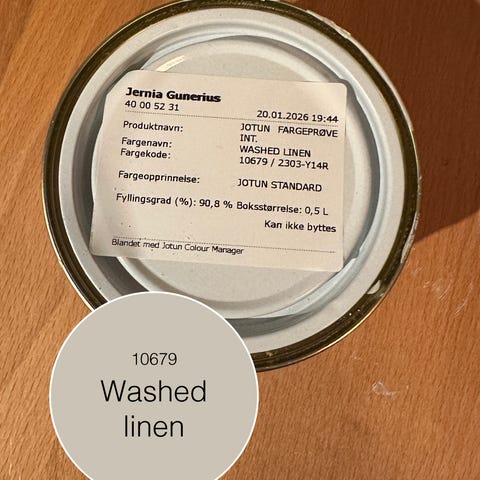 Jernia Gunerius
40 00 52 31
20.01.2026 19:44
Produktnavn: JOTUN FARGEPRØVE
INT.
Fargenavn: WASHED LINEN
Fargekode: 10679 / 2303-Y14R
Fargeopprinnelse: JOTUN STANDARD
Fyllingsgrad (%): 90,8 % Boksstørrelse: 0,5 L
Kan ikke byttes
Blandet med Jotun Colour Manager
10679
Washed
linen